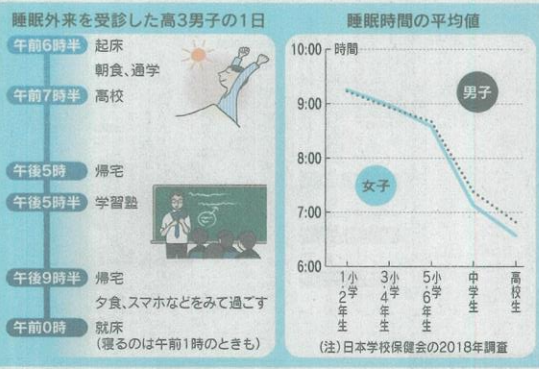 睡眠外来を受診した高3男子の1日
午前6時半 起床
朝食、通学
午前7時半 高校
午後5時 帰宅
午後5時半 学習塾
午後9時半 帰宅
夕食、スマホなどをみて過ごす
午前0時 就床
(寝るのは午前1時のときも)
睡眠時間の平均値
10:00 時間
9:00
8:00
7:00
6:00
男子
女子
小学1・2年生
小学3・4年生
小学5・6年生
中学生
高校生
(注)日本学校保健会の2018年調査